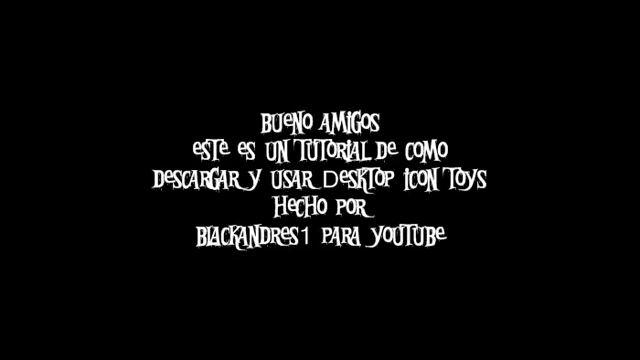 BUeNO AMiGOS
esTe es UN TUTORiAL De COMO
DESCARGAR Y USAR DesKTOP iCON TOYS
HeCHO POR
BlACKANDRes1 PARA YOUTUBe